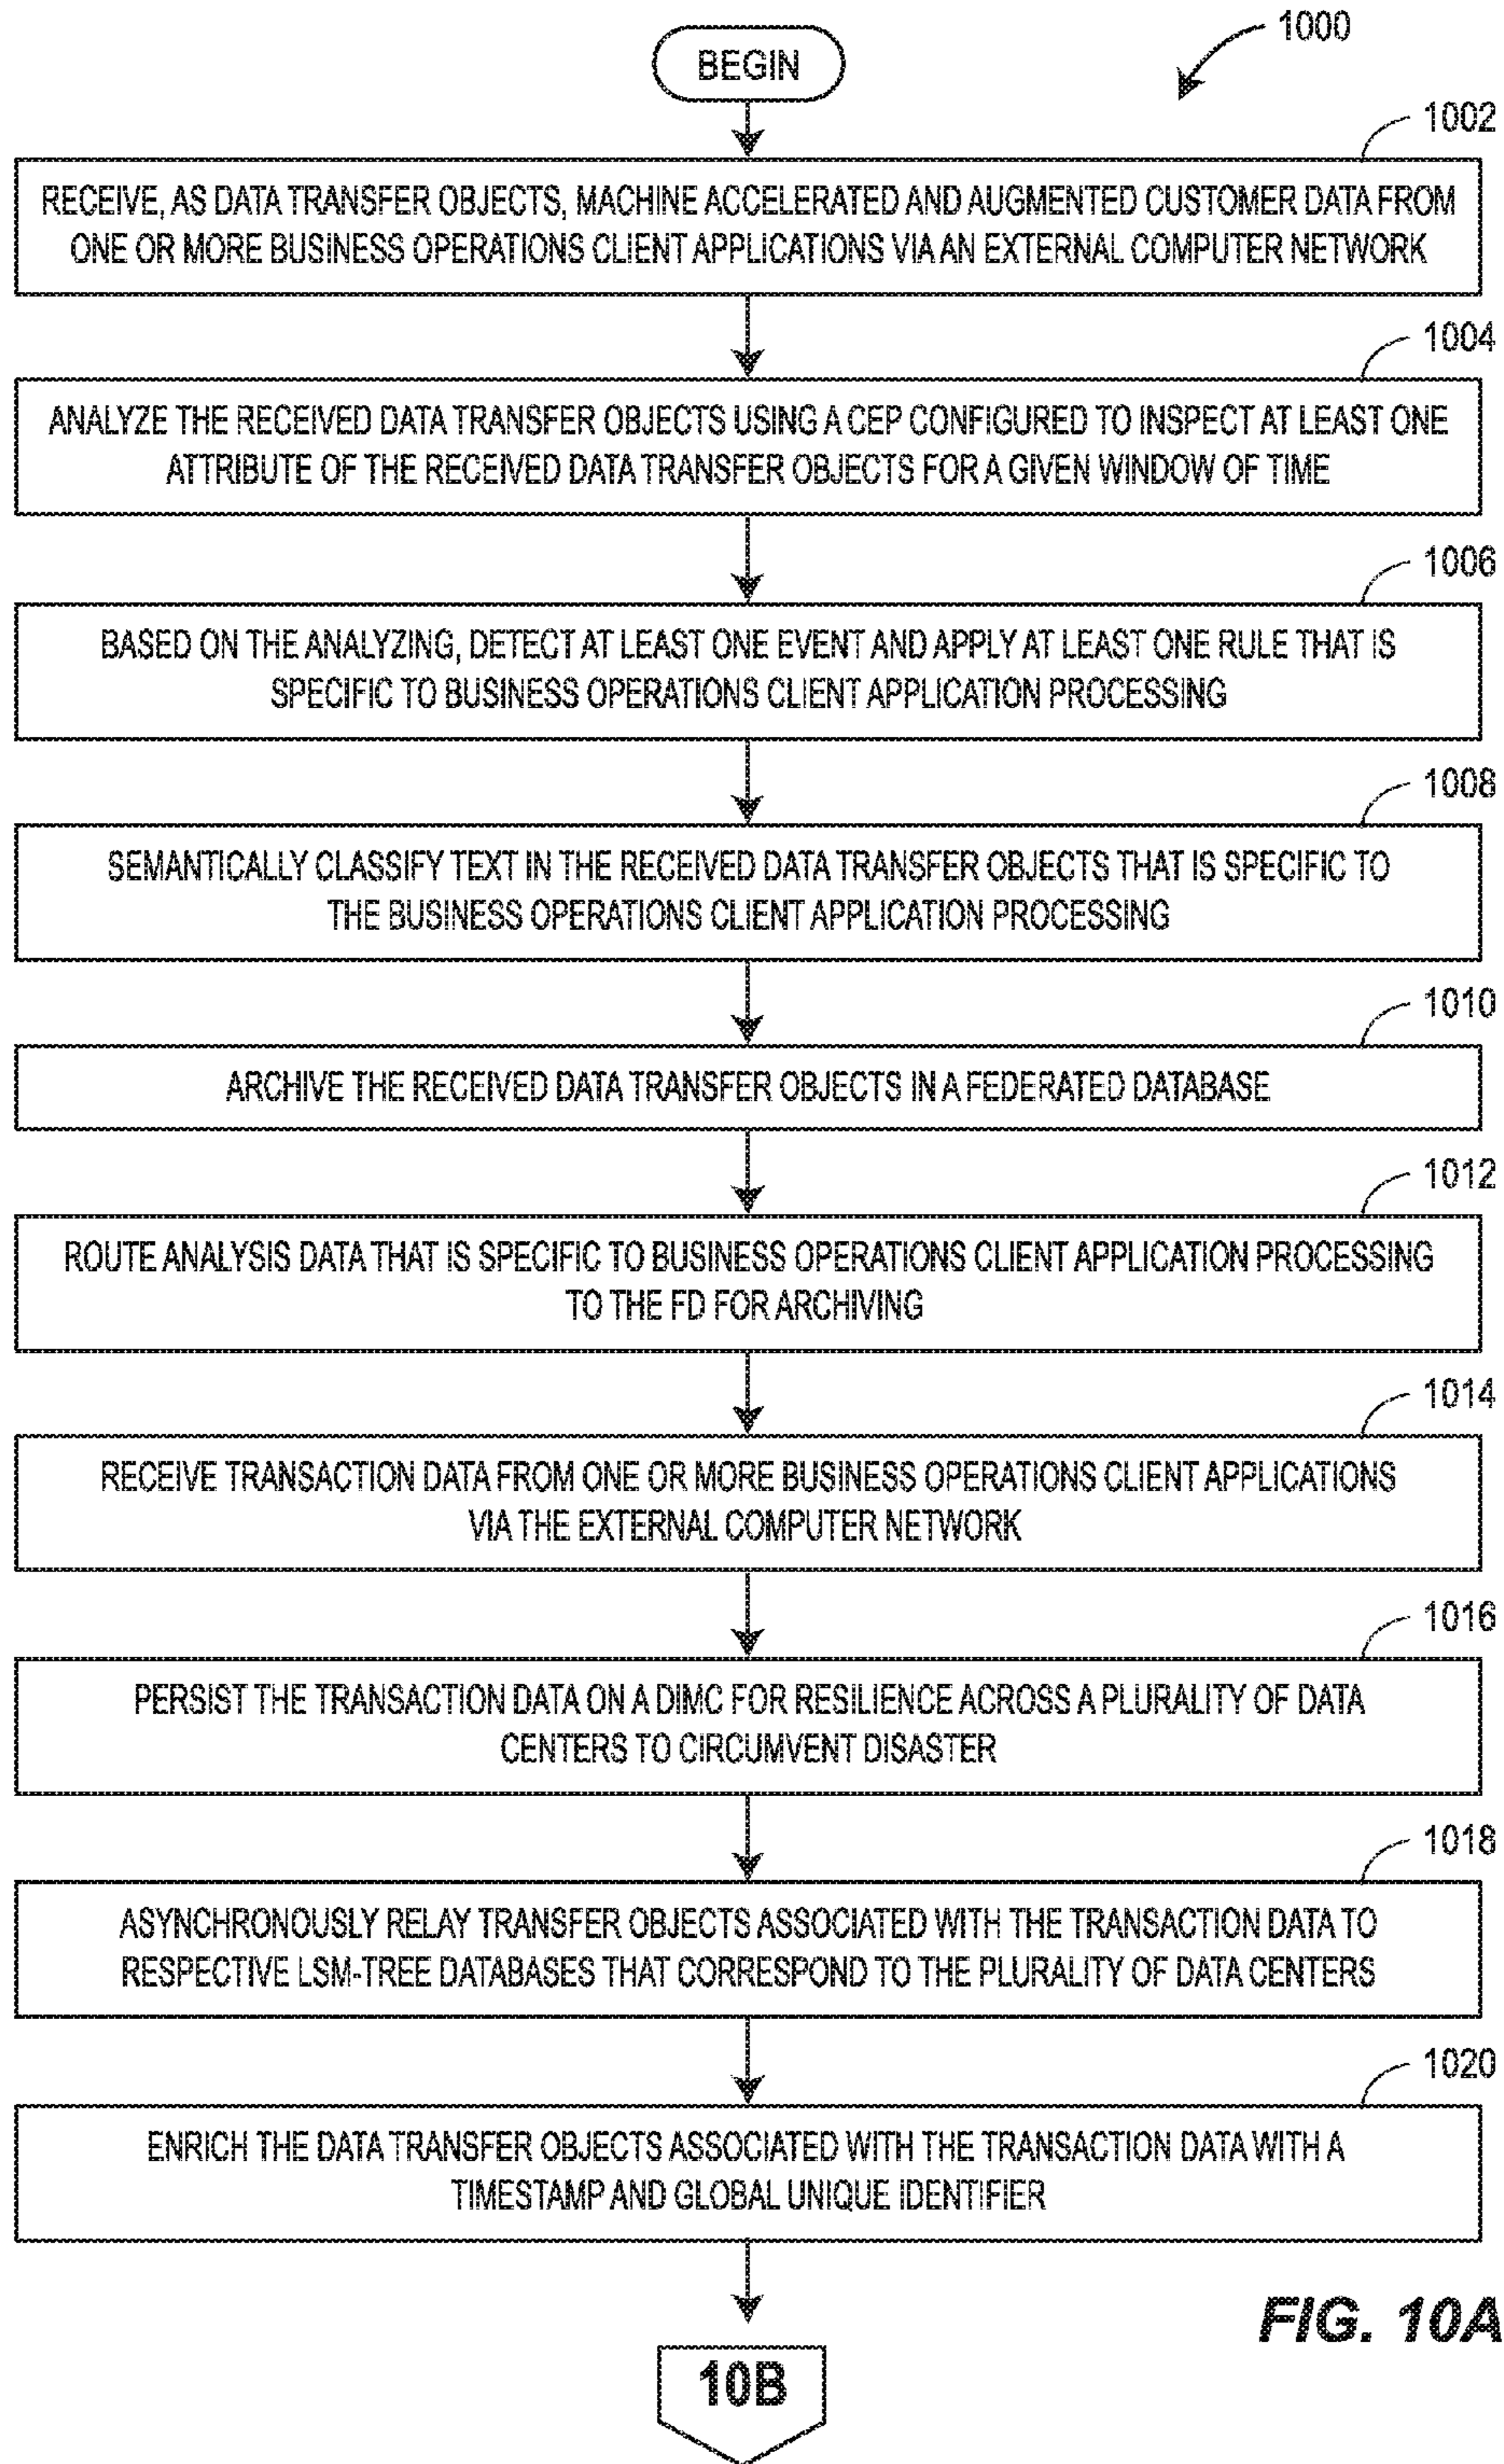 1000
BEGIN
1002
RECEIVE, AS DATA TRANSFER OBJECTS, MACHINE ACCELERATED AND AUGMENTED CUSTOMER DATA FROM
ONE OR MORE BUSINESS OPERATIONS CLIENT APPLICATIONS VIA AN EXTERNAL COMPUTER NETWORK
1004
ANALYZE THE RECEIVED DATA TRANSFER OBJECTS USING A CEP CONFIGURED TO INSPECT AT LEAST ONE
ATTRIBUTE OF THE RECEIVED DATA TRANSFER OBJECTS FOR A GIVEN WINDOW OF TIME
1006
BASED ON THE ANALYZING, DETECT AT LEAST ONE EVENT AND APPLY AT LEAST ONE RULE THAT IS
SPECIFIC TO BUSINESS OPERATIONS CLIENT APPLICATION PROCESSING
1008
SEMANTICALLY CLASSIFY TEXT IN THE RECEIVED DATA TRANSFER OBJECTS THAT IS SPECIFIC TO
THE BUSINESS OPERATIONS CLIENT APPLICATION PROCESSING
1010
ARCHIVE THE RECEIVED DATA TRANSFER OBJECTS IN A FEDERATED DATABASE
1012
ROUTE ANALYSIS DATA THAT IS SPECIFIC TO BUSINESS OPERATIONS CLIENT APPLICATION PROCESSING
TO THE FD FOR ARCHIVING
1014
RECEIVE TRANSACTION DATA FROM ONE OR MORE BUSINESS OPERATIONS CLIENT APPLICATIONS
VIA THE EXTERNAL COMPUTER NETWORK
1016
PERSIST THE TRANSACTION DATA ON A DIMC FOR RESILIENCE ACROSS A PLURALITY OF DATA
CENTERS TO CIRCUMVENT DISASTER
1018
ASYNCHRONOUSLY RELAY TRANSFER OBJECTS ASSOCIATED WITH THE TRANSACTION DATA TO
RESPECTIVE LSM-TREE DATABASES THAT CORRESPOND TO THE PLURALITY OF DATA CENTERS
1020
ENRICH THE DATA TRANSFER OBJECTS ASSOCIATED WITH THE TRANSACTION DATA WITH A
TIMESTAMP AND GLOBAL UNIQUE IDENTIFIER
FIG. 10A
10B